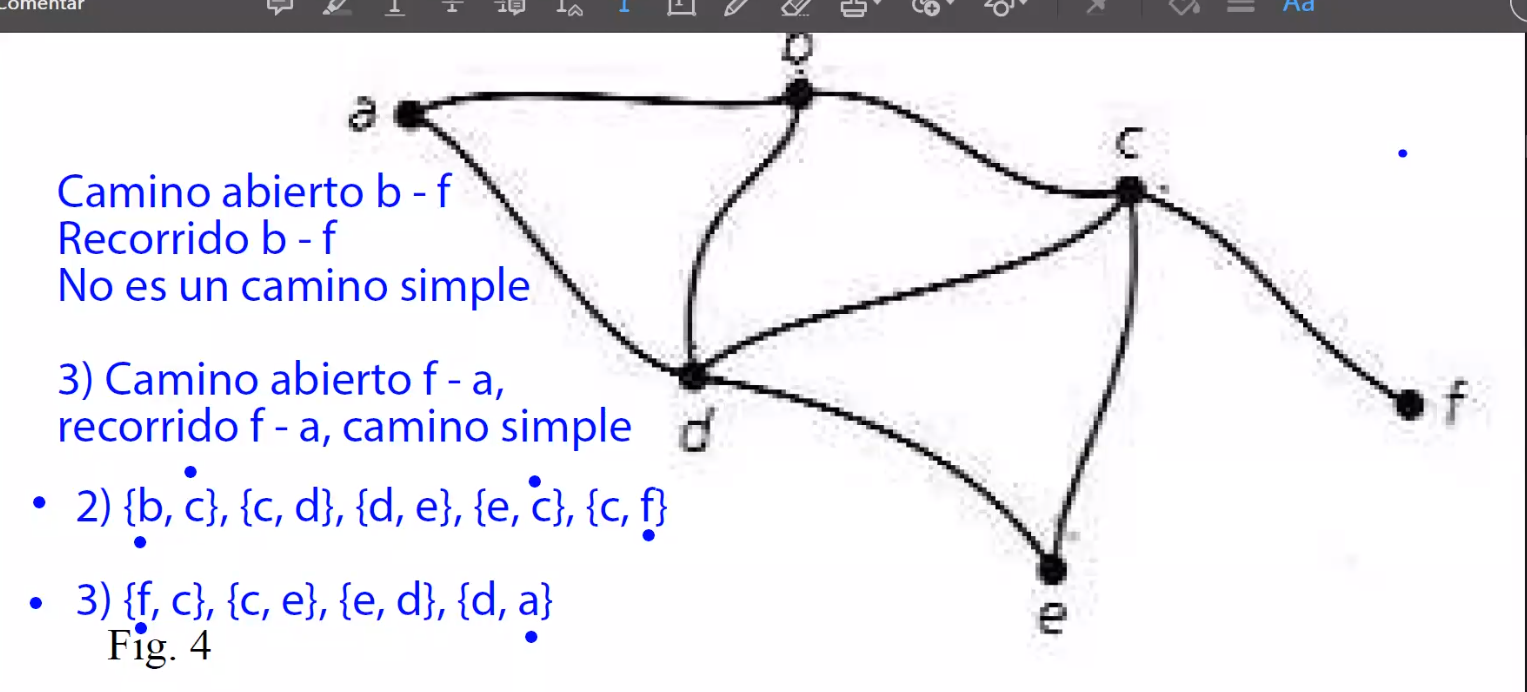 Comentar
Aa
b
a
c
Camino abierto b - f
Recorrido b - f
No es un camino simple
3) Camino abierto f - a,
recorrido f - a, camino simple
d
f
2) {b, c}, {c, d}, {d, e}, {e, c}, {c, f}
3) {f, c}, {c, e}, {e, d}, {d, a}
e
Fig. 4